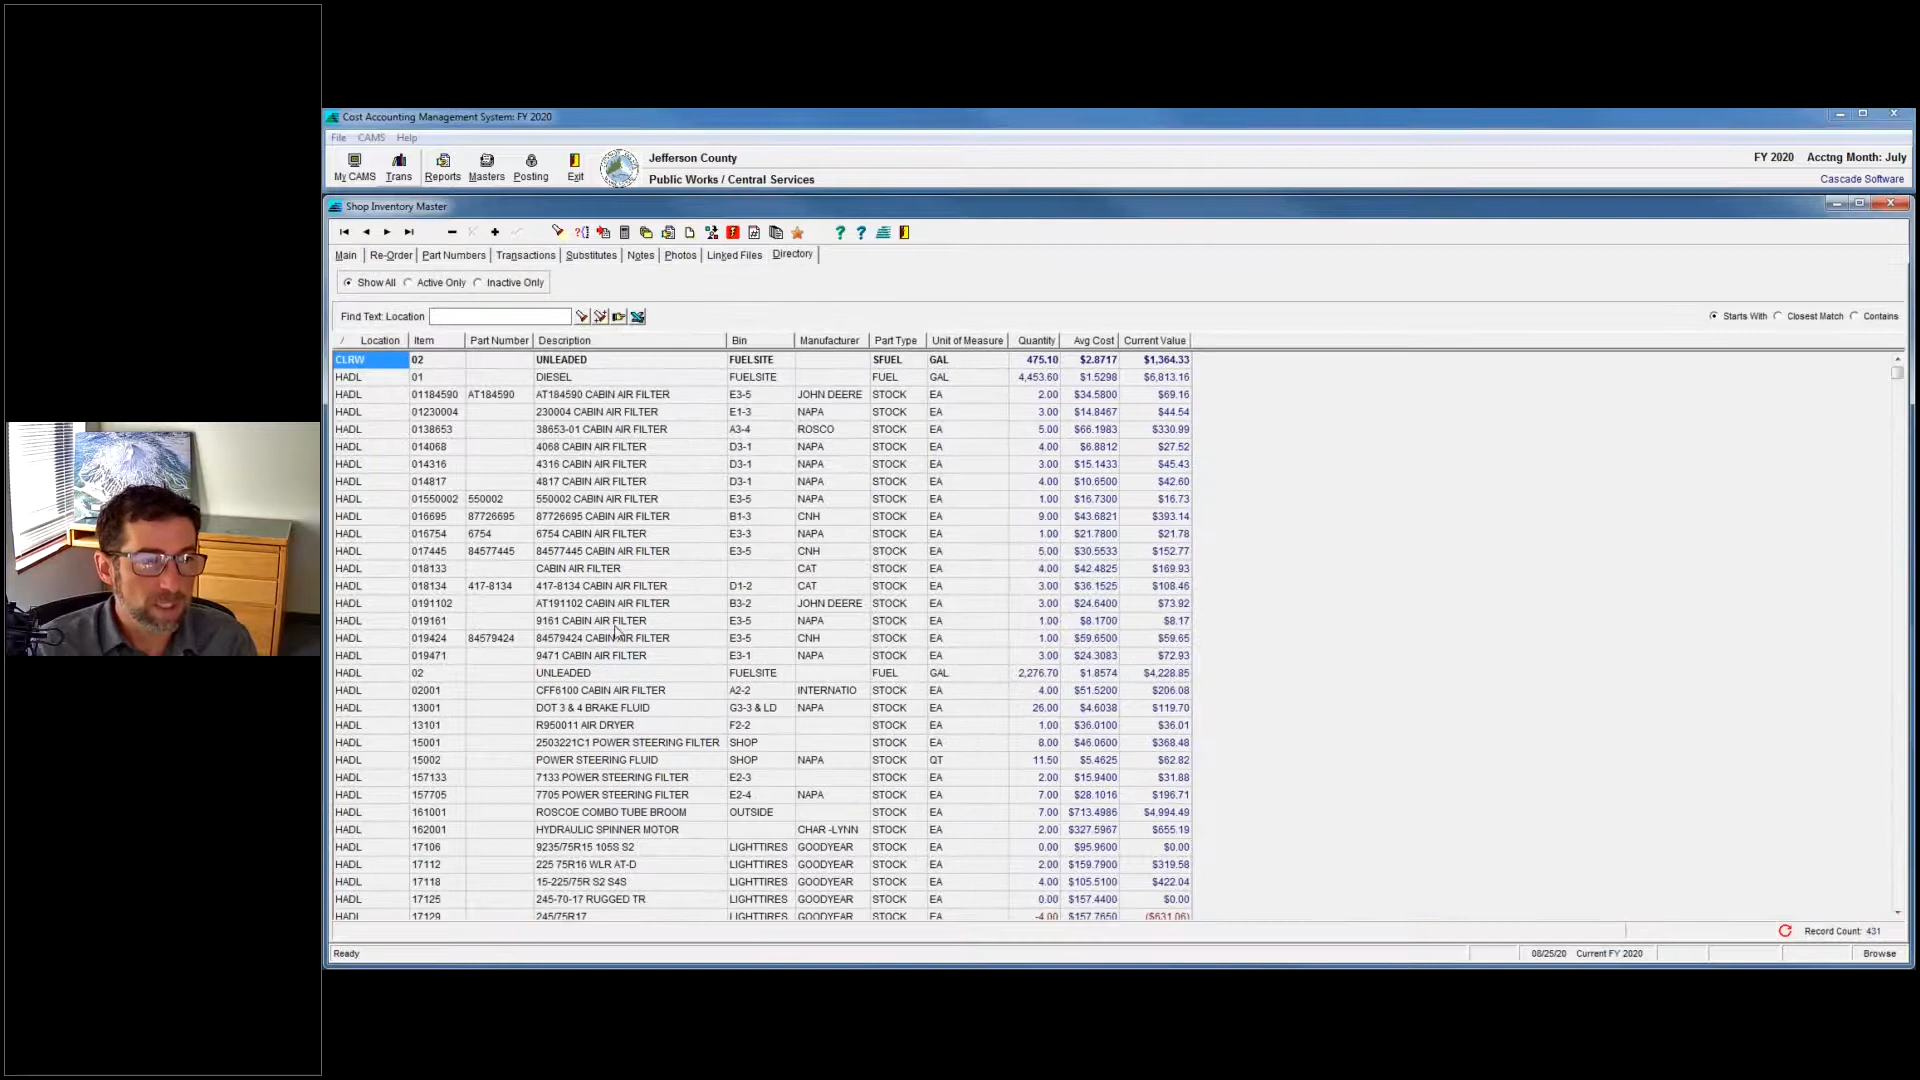 Cost Accounting Management System: FY 2020
File CAMS Help
My CAMS Trans Reports Masters Posting Exit
Jefferson County
Public Works / Central Services
FY 2020 Acctng Month: July
Cascade Software
Shop Inventory Master
Main Re-Order Part Numbers Transactions Substitutes Notes Photos Linked Files Directory
Show All Active Only Inactive Only
Find Text: Location Starts With Closest Match Contains
/ Location Item Part Number Description Bin Manufacturer Part Type Unit of Measure Quantity Avg Cost Current Value
CLRW 02 UNLEADED FUELSITE SFUEL GAL 475.10 $2.8717 $1,364.33
HADL 01 DIESEL FUELSITE FUEL GAL 4,453.60 $1.5298 $6,813.16
HADL 01184590 AT184590 AT184590 CABIN AIR FILTER E3-5 JOHN DEERE STOCK EA 2.00 $34.5800 $69.16
HADL 01230004 230004 CABIN AIR FILTER E1-3 NAPA STOCK EA 3.00 $14.8467 $44.54
HADL 0138653 38653-01 CABIN AIR FILTER A3-4 ROSCO STOCK EA 5.00 $66.1983 $330.99
HADL 014068 4068 CABIN AIR FILTER D3-1 NAPA STOCK EA 4.00 $6.8812 $27.52
HADL 014316 4316 CABIN AIR FILTER D3-1 NAPA STOCK EA 3.00 $15.1433 $45.43
HADL 014817 4817 CABIN AIR FILTER D3-1 NAPA STOCK EA 4.00 $10.6500 $42.60
HADL 01550002 550002 550002 CABIN AIR FILTER E3-5 NAPA STOCK EA 1.00 $16.7300 $16.73
HADL 016695 87726695 87726695 CABIN AIR FILTER B1-3 CNH STOCK EA 9.00 $43.6821 $393.14
HADL 016754 6754 6754 CABIN AIR FILTER E3-3 NAPA STOCK EA 1.00 $21.7800 $21.78
HADL 017445 84577445 84577445 CABIN AIR FILTER E3-5 CNH STOCK EA 5.00 $30.5533 $152.77
HADL 018133 CABIN AIR FILTER CAT STOCK EA 4.00 $42.4825 $169.93
HADL 018134 417-8134 417-8134 CABIN AIR FILTER D1-2 CAT STOCK EA 3.00 $36.1525 $108.46
HADL 0191102 AT191102 CABIN AIR FILTER B3-2 JOHN DEERE STOCK EA 3.00 $24.6400 $73.92
HADL 019161 9161 CABIN AIR FILTER E3-5 NAPA STOCK EA 1.00 $8.1700 $8.17
HADL 019424 84579424 84579424 CABIN AIR FILTER E3-5 CNH STOCK EA 1.00 $59.6500 $59.65
HADL 019471 9471 CABIN AIR FILTER E3-1 NAPA STOCK EA 3.00 $24.3083 $72.93
HADL 02 UNLEADED FUELSITE FUEL GAL 2,276.70 $1.8574 $4,228.85
HADL 02001 CFF6100 CABIN AIR FILTER A2-2 INTERNATIO STOCK EA 4.00 $51.5200 $206.08
HADL 13001 DOT 3 & 4 BRAKE FLUID G3-3 & LD NAPA STOCK EA 26.00 $4.6038 $119.70
HADL 13101 R950011 AIR DRYER F2-2 STOCK EA 1.00 $36.0100 $36.01
HADL 15001 2503221C1 POWER STEERING FILTER SHOP STOCK EA 8.00 $46.0600 $368.48
HADL 15002 POWER STEERING FLUID SHOP NAPA STOCK QT 11.50 $5.4625 $62.82
HADL 157133 7133 POWER STEERING FILTER E2-3 STOCK EA 2.00 $15.9400 $31.88
HADL 157705 7705 POWER STEERING FILTER E2-4 NAPA STOCK EA 7.00 $28.1016 $196.71
HADL 161001 ROSCOE COMBO TUBE BROOM OUTSIDE STOCK EA 7.00 $713.4986 $4,994.49
HADL 162001 HYDRAULIC SPINNER MOTOR CHAR -LYNN STOCK EA 2.00 $327.5967 $655.19
HADL 17106 9235/75R15 105S S2 LIGHTTIRES GOODYEAR STOCK EA 0.00 $95.9600 $0.00
HADL 17112 225 75R16 WLR AT-D LIGHTTIRES GOODYEAR STOCK EA 2.00 $159.7900 $319.58
HADL 17118 15-225/75R S2 S4S LIGHTTIRES GOODYEAR STOCK EA 4.00 $105.5100 $422.04
HADL 17125 245-70-17 RUGGED TR LIGHTTIRES GOODYEAR STOCK EA 0.00 $157.4400 $0.00
HADL 17129 245/75R17 LIGHTTIRES GOODYEAR STOCK EA -4.00 $157.7650 ($631.06)
Record Count: 431
Ready 08/25/20 Current FY 2020 Browse